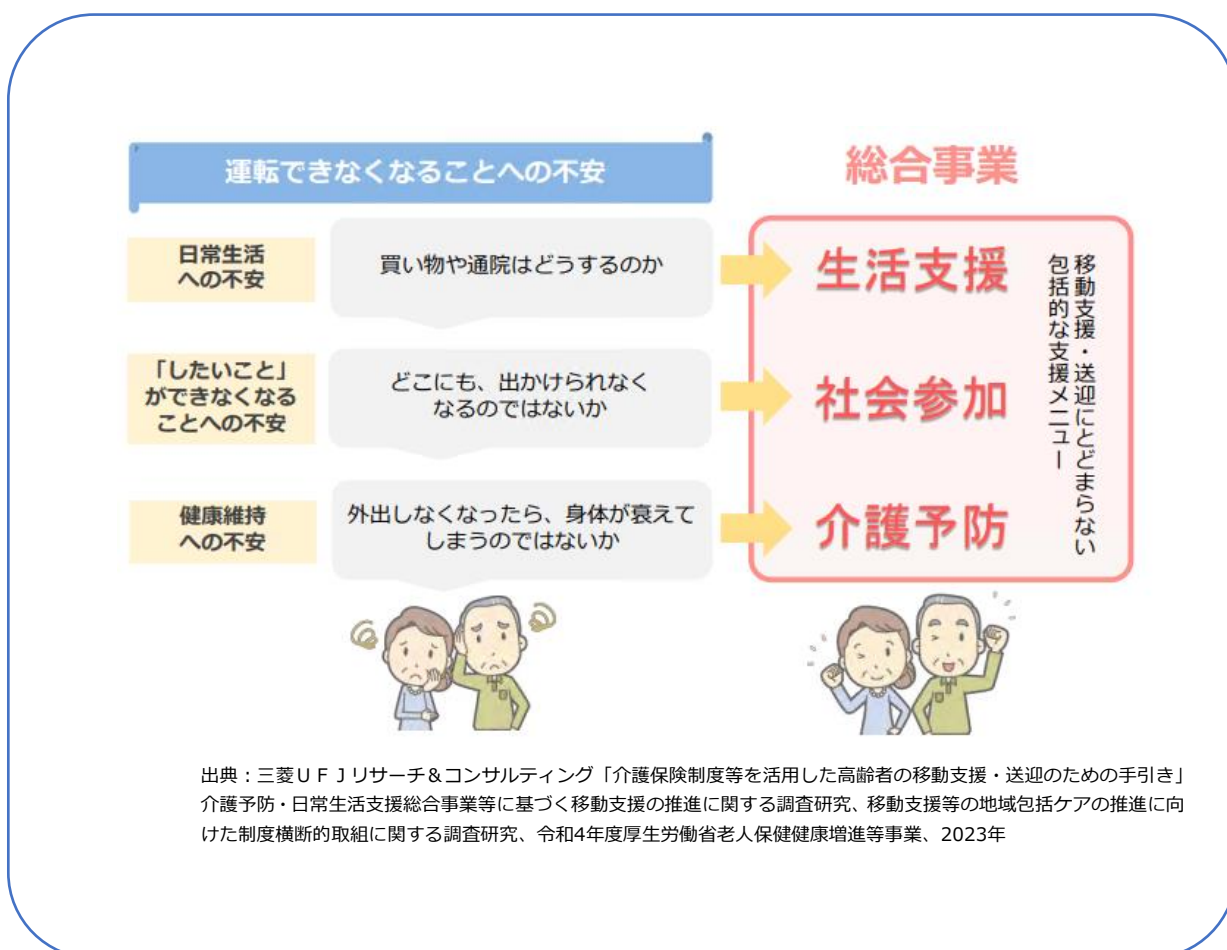 運転できなくなることへの不安
総合事業
日常生活
への不安
買い物や通院はどうするのか
生活支援
「したいこと」
ができなくなる
ことへの不安
どこにも、出かけられなく
なるのではないか
社会参加
健康維持
への不安
外出しなくなったら、身体が衰えて
しまうのではないか
介護予防
移動支援・送迎にとどまらない
包括的な支援メニュー
出典：三菱ＵＦＪリサーチ＆コンサルティング「介護保険制度等を活用した高齢者の移動支援・送迎のための手引き」
介護予防・日常生活支援総合事業等に基づく移動支援の推進に関する調査研究、移動支援等の地域包括ケアの推進に向
けた制度横断的取組に関する調査研究、令和4年度厚生労働省老人保健健康増進等事業、2023年